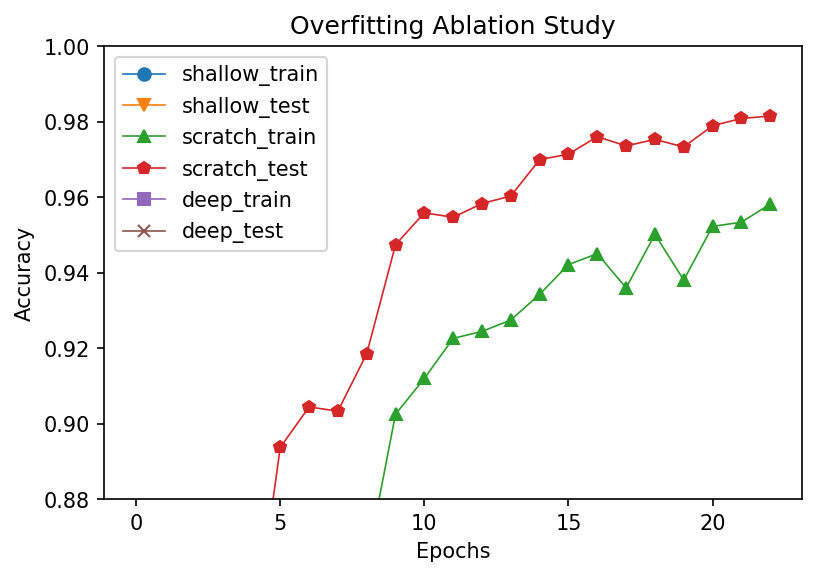 Overfitting Ablation Study
1.00
0.98
0.96
0.94
0.92
0.90
0.88
Accuracy
shallow_train
shallow_test
scratch_train
scratch_test
deep_train
deep_test
0 5 10 15 20
Epochs